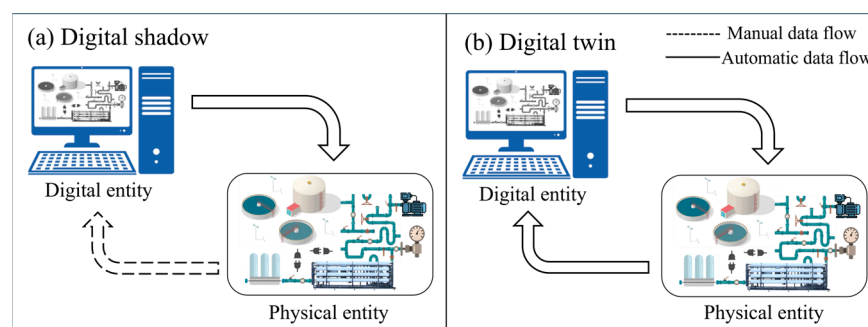 (a) Digital shadow
Digital entity
Physical entity
(b) Digital twin
Digital entity
Physical entity
Manual data flow
Automatic data flow